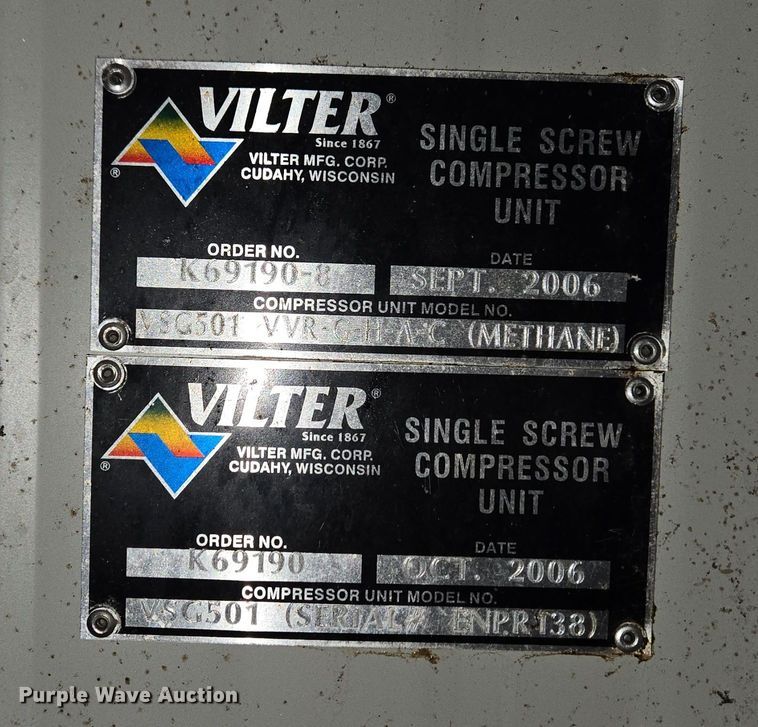 VILTER®
Since 1867
VILTER MFG. CORP.
CUDAHY, WISCONSIN
®
SINGLE SCREW
COMPRESSOR
UNIT
ORDER NO.
K69190-8
DATE
SEPT. 2006
COMPRESSOR UNIT MODEL NO.
VSG501 (METHANE)
VILTER®
Since 1867
VILTER MFG. CORP.
CUDAHY, WISCONSIN
®
SINGLE SCREW
COMPRESSOR
UNIT
ORDER NO.
K69190
DATE
OCT. 2006
COMPRESSOR UNIT MODEL NO.
VSG501 (SERIAL#
Purple Wave Auction